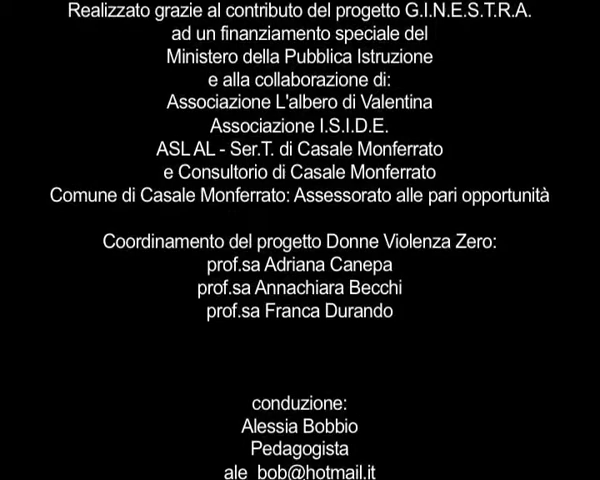 Realizzato grazie al contributo del progetto G.I.N.E.S.T.R.A.
ad un finanziamento speciale del
Ministero della Pubblica Istruzione
e alla collaborazione di:
Associazione L'albero di Valentina
Associazione I.S.I.D.E.
ASL AL - Ser.T. di Casale Monferrato
e Consultorio di Casale Monferrato
Comune di Casale Monferrato: Assessorato alle pari opportunità
Coordinamento del progetto Donne Violenza Zero:
prof.sa Adriana Canepa
prof.sa Annachiara Becchi
prof.sa Franca Durando
conduzione:
Alessia Bobbio
Pedagogista
ale_bob@hotmail.it